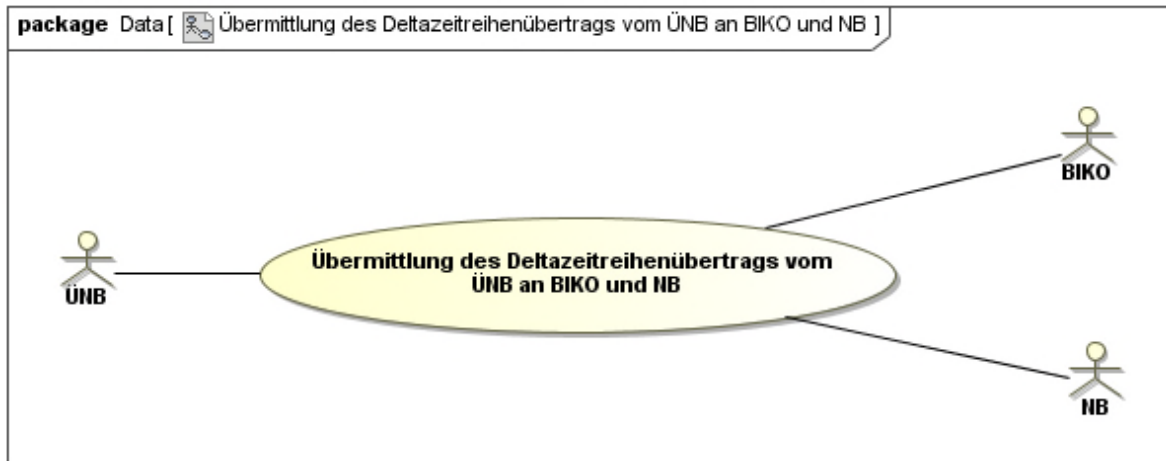 package Data [ Übermittlung des Deltazeitreihenübertrags vom ÜNB an BIKO und NB ]
BIKO
Übermittlung des Deltazeitreihenübertrags vom
ÜNB an BIKO und NB
ÜNB
NB